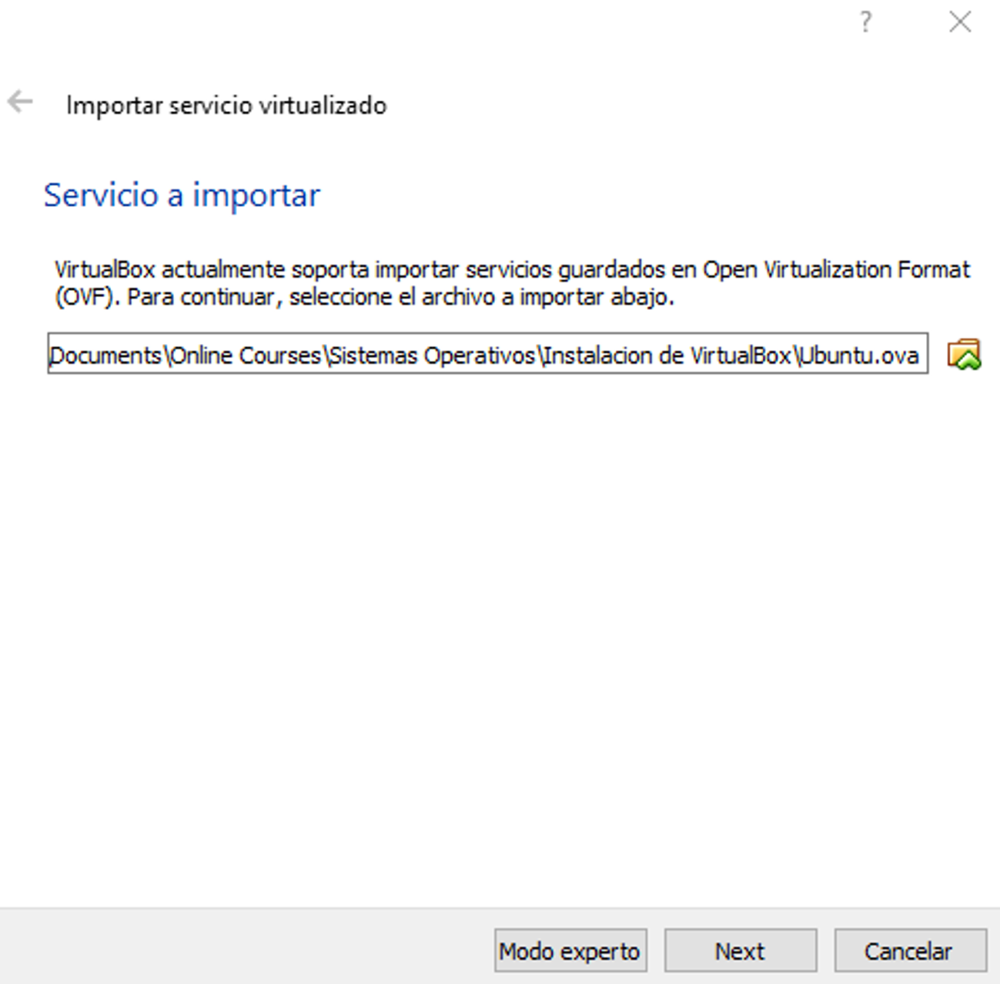 ?
Importar servicio virtualizado
Servicio a importar
VirtualBox actualmente soporta importar servicios guardados en Open Virtualization Format
(OVF). Para continuar, seleccione el archivo a importar abajo.
Documents\Online Courses\Sistemas Operativos\Instalacion de VirtualBox\Ubuntu.ova
Modo experto Next Cancelar